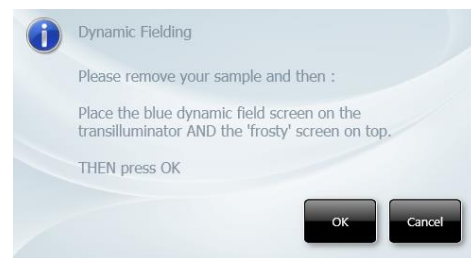 Dynamic Fielding
Please remove your sample and then :
Place the blue dynamic field screen on the
transilluminator AND the 'frosty' screen on top.
THEN press OK
OK
Cancel